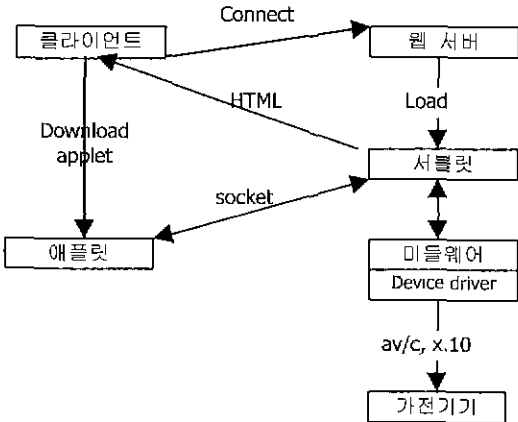 Connect
클라이언트
웹 서버
HTML
Load
Download
applet
서블릿
socket
애플릿
미들웨어
Device driver
av/c, x.10
가전기기